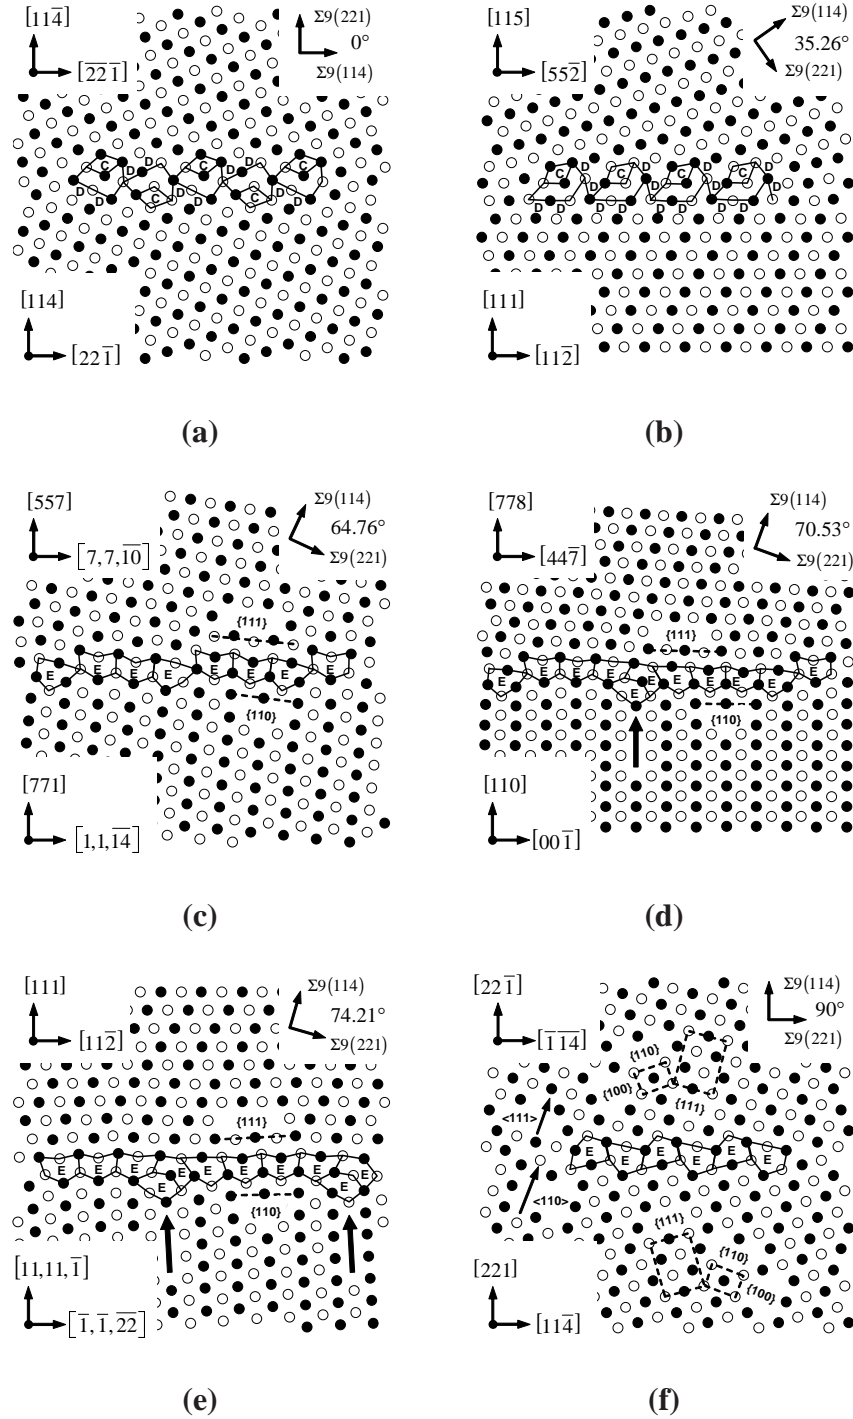 [114̅]
[2̅2̅ 1̅]
Σ9(221)
0°
Σ9(114)
C D C D C
D D D D
D D C D D C D
[114]
[221̅]
(a)
[115]
[552̅]
Σ9(114)
35.26°
Σ9(221)
C D C D C D C D
D D D D
D D D D D D D D
[111]
[112̅]
(b)
[557]
[7,7,1̅0̅]
Σ9(114)
64.76°
Σ9(221)
{111}
E E E E E E E E
{110}
[771]
[1,1,1̅4̅]
(c)
[778]
[447̅]
Σ9(114)
70.53°
Σ9(221)
{111}
E E E E E E E E E E
E
{110}
[110]
[001̅]
(d)
[111]
[112̅]
Σ9(114)
74.21°
Σ9(221)
{111}
E E E E E E E E E
E E
{110}
[11,11,1̅]
[1̅,1̅,2̅2̅]
(e)
[221̅]
[1̅1̅4̅]
Σ9(114)
90°
Σ9(221)
{110}
{100}
{111}
<111>
E E E E E E
<110>
{111}
{110}
{100}
[221]
[114̅]
(f)